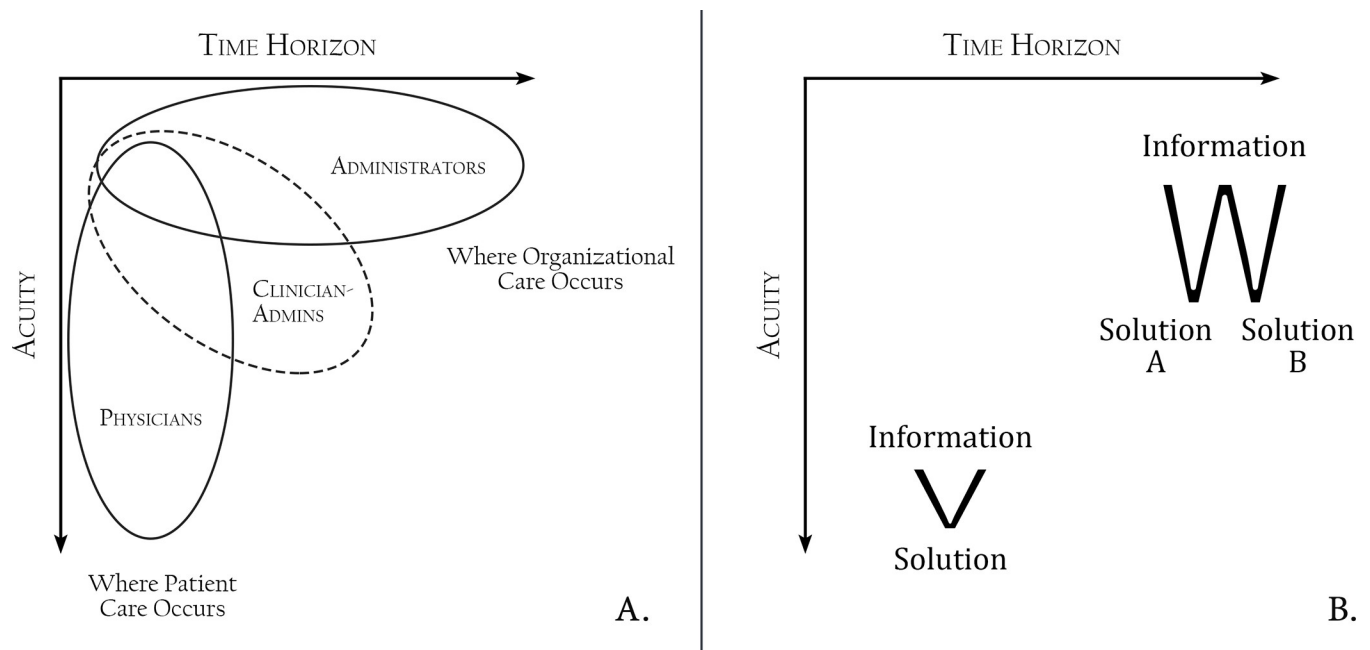 Time Horizon
Administrators
Where Organizational
Care Occurs
Clinician-
Admins
Acuity
Physicians
Where Patient
Care Occurs
A.
Time Horizon
Information
W
Solution
A
Solution
B
Acuity
Information
V
Solution
B.